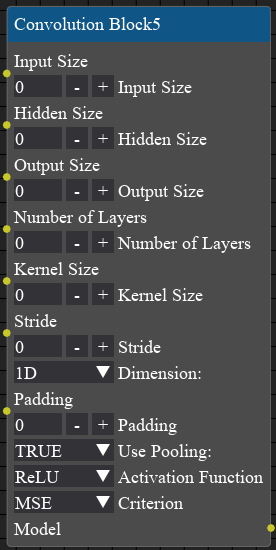 Convolution Block5
Input Size
0 - + Input Size
Hidden Size
0 - + Hidden Size
Output Size
0 - + Output Size
Number of Layers
0 - + Number of Layers
Kernel Size
0 - + Kernel Size
Stride
0 - + Stride
1D Dimension:
Padding
0 - + Padding
TRUE Use Pooling:
ReLU Activation Function
MSE Criterion
Model